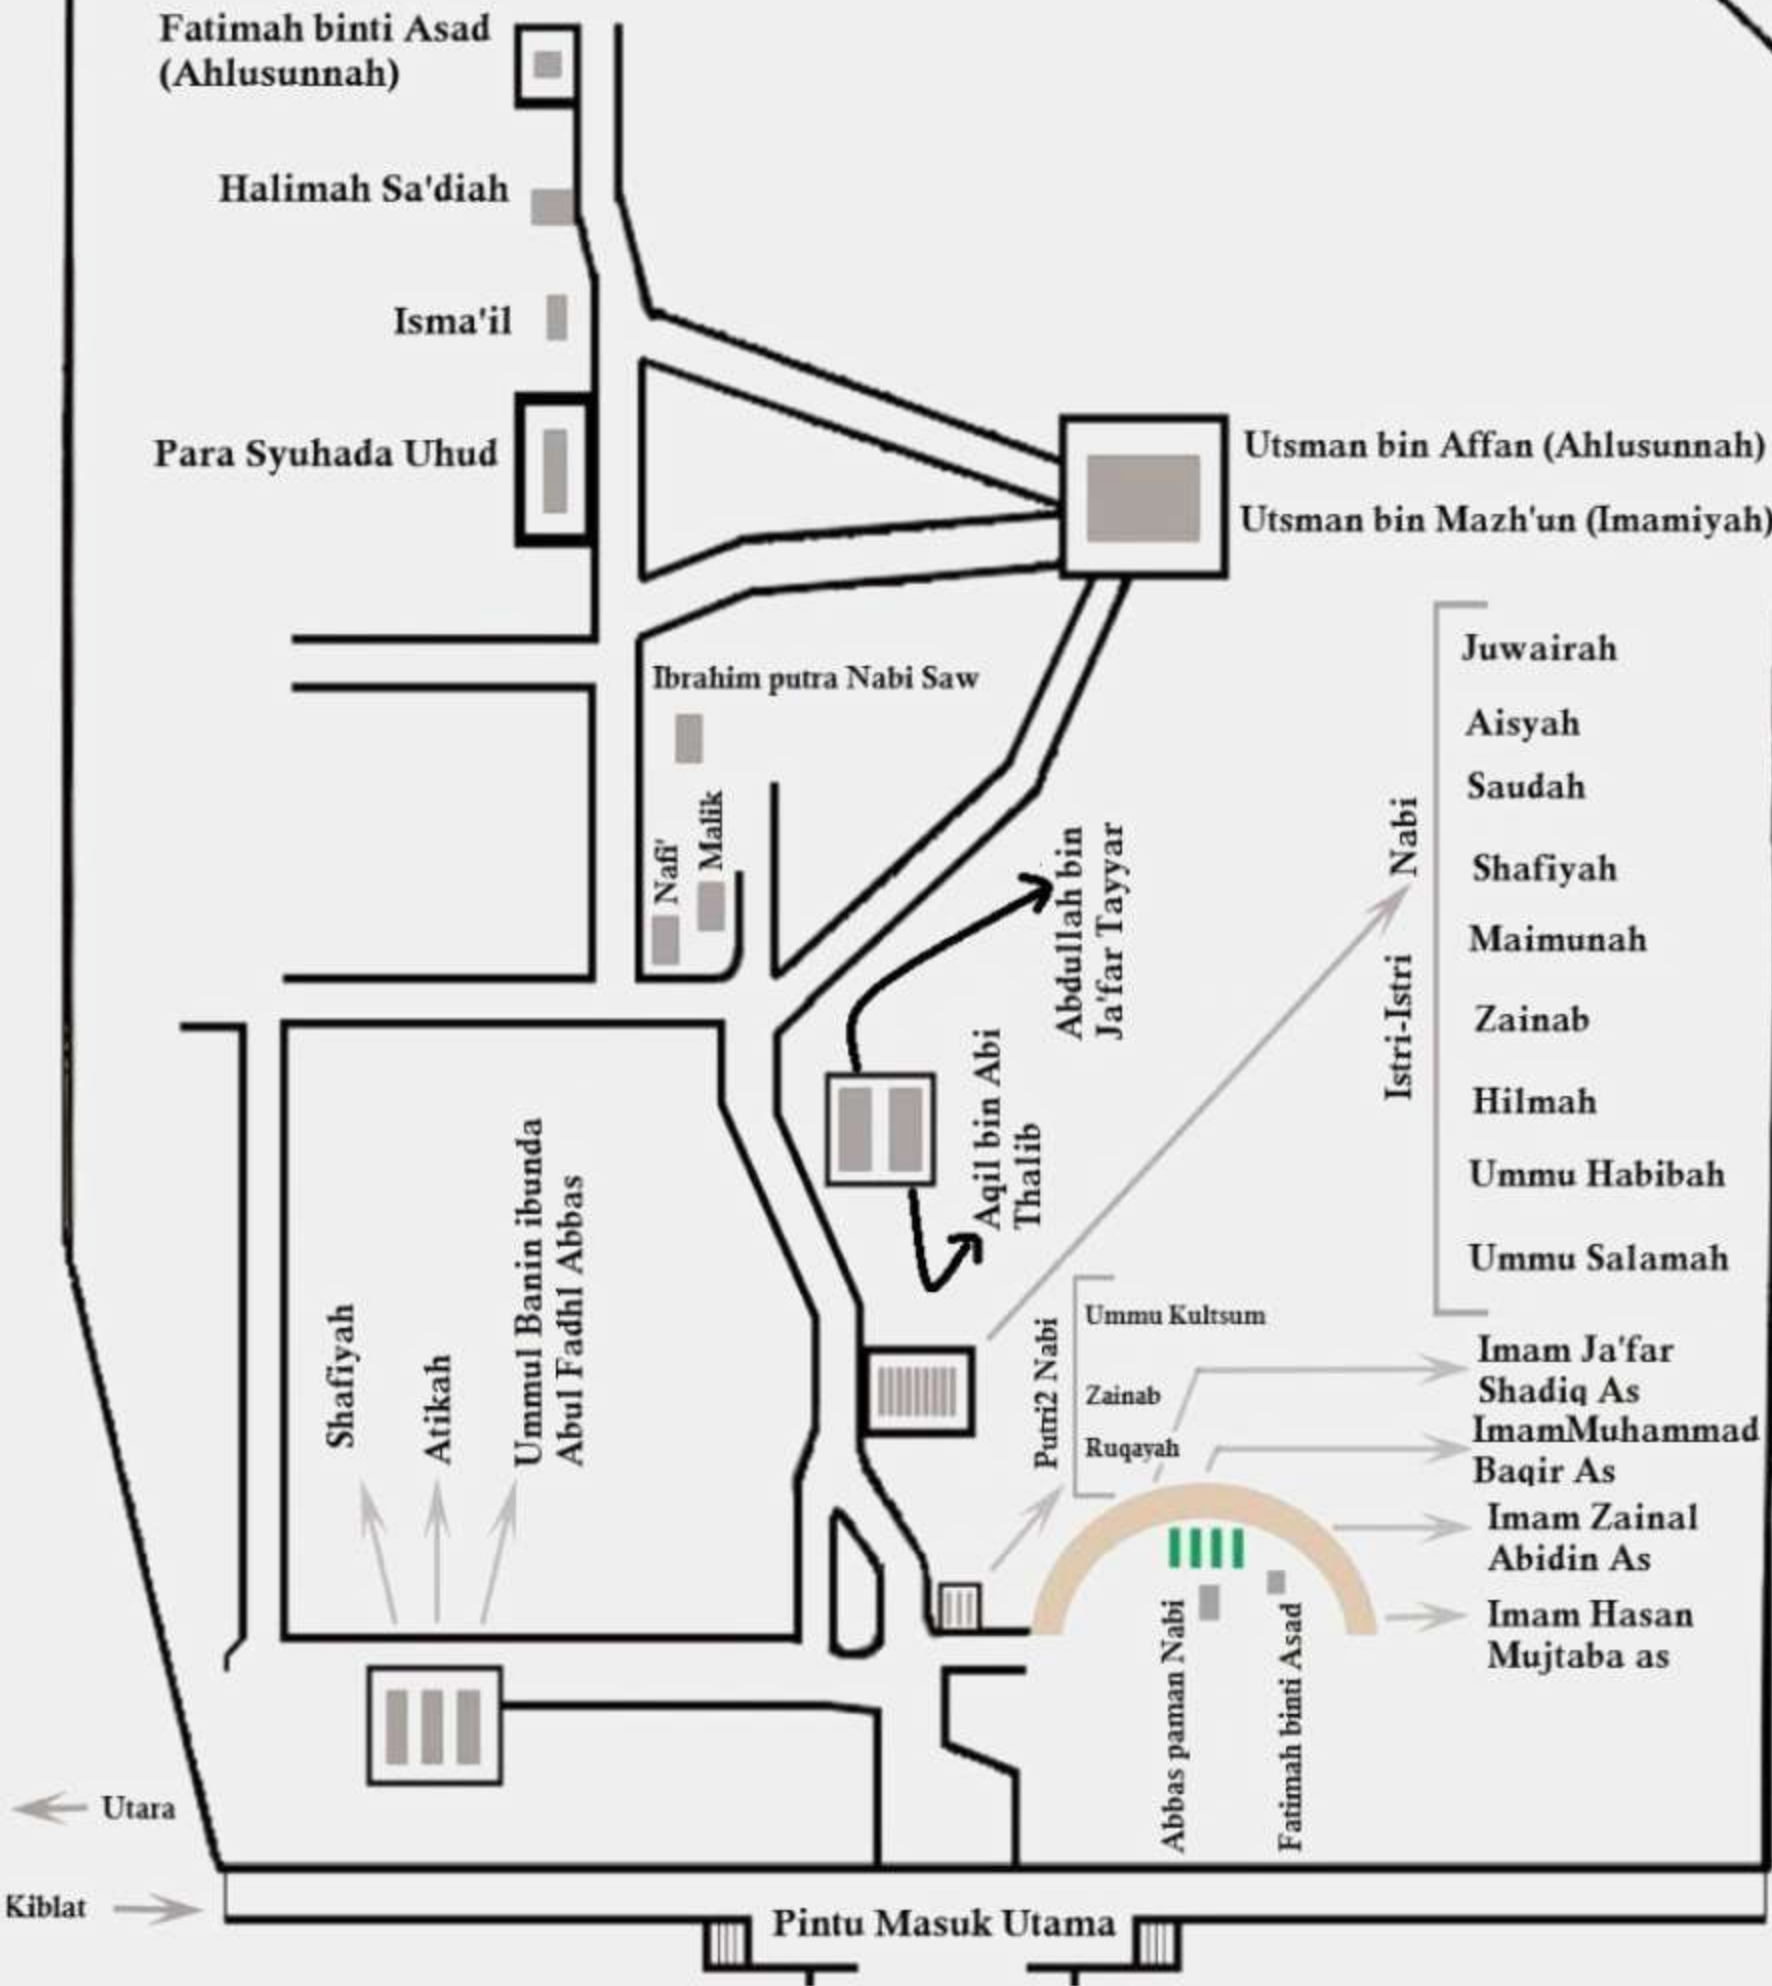 Fatimah binti Asad
(Ahlusunnah)
Halimah Sa'diah
Isma'il
Para Syuhada Uhud
Utsman bin Affan (Ahlusunnah)
Utsman bin Mazh'un (Imamiyah)
Ibrahim putra Nabi Saw
Nafi'
Malik
Abdullah bin
Ja'far Tayyar
Aqil bin Abi
Thalib
Istri-Istri Nabi
Juwairah
Aisyah
Saudah
Shafiyah
Maimunah
Zainab
Hilmah
Ummu Habibah
Ummu Salamah
Shafiyah
Atikah
Ummul Banin ibunda
Abul Fadhl Abbas
Putri2 Nabi
Ummu Kultsum
Zainab
Ruqayah
Imam Ja'far
Shadiq As
ImamMuhammad
Baqir As
Imam Zainal
Abidin As
Imam Hasan
Mujtaba as
Abbas paman Nabi
Fatimah binti Asad
Utara
Kiblat
Pintu Masuk Utama